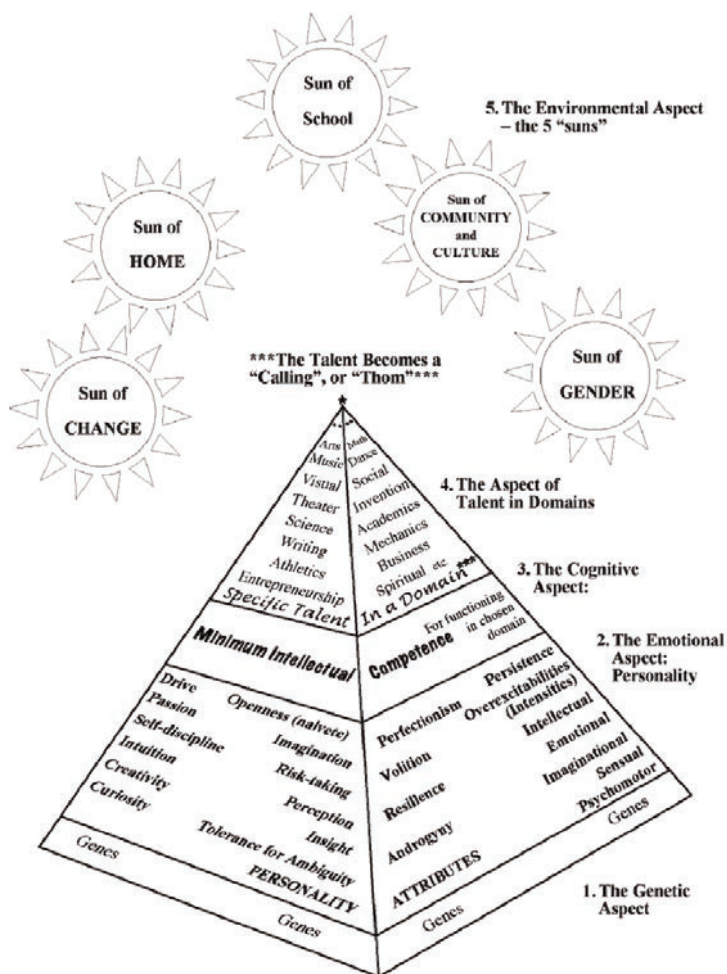 Sun of
School
5. The Environmental Aspect
– the 5 “suns”
Sun of
HOME
Sun of
COMMUNITY
and
CULTURE
Sun of
CHANGE
***The Talent Becomes a
“Calling”, or “Thorn”***
Sun of
GENDER
Arts
Music
Visual
Theater
Science
Writing
Athletics
Entrepreneurship
Specific Talent
Math
Dance
Social
Invention
Academics
Mechanics
Business
Spiritual etc
In a Domain***
4. The Aspect of
Talent in Domains
3. The Cognitive
Aspect:
Minimum Intellectual
Competence
For functioning
in chosen
domain
2. The Emotional
Aspect:
Personality
Drive
Passion
Self-discipline
Intuition
Creativity
Curiosity
Openness (naivete)
Imagination
Risk-taking
Perception
Insight
Tolerance for Ambiguity
PERSONALITY
Perfectionism
Volition
Resilience
Androgyny
ATTRIBUTES
Persistence
Overexcitabilities
(Intensities)
Intellectual
Emotional
Imaginational
Sensual
Psychomotor
Genes
Genes
Genes
Genes
1. The Genetic
Aspect